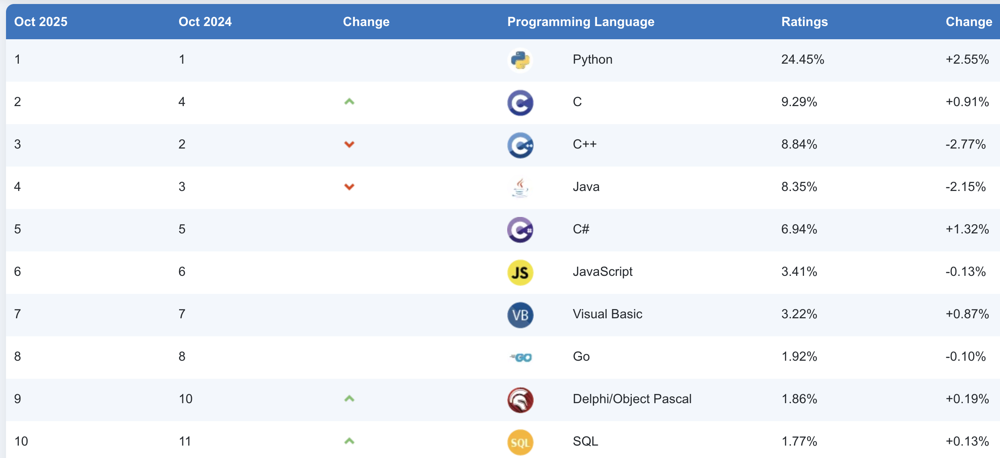 Oct 2025 Oct 2024 Change Programming Language Ratings Change
1 1 Python 24.45% +2.55%
2 4 C 9.29% +0.91%
3 2 C++ 8.84% -2.77%
4 3 Java 8.35% -2.15%
5 5 C# 6.94% +1.32%
6 6 JS JavaScript 3.41% -0.13%
7 7 VB Visual Basic 3.22% +0.87%
8 8 GO Go 1.92% -0.10%
9 10 Delphi/Object Pascal 1.86% +0.19%
10 11 SQL SQL 1.77% +0.13%